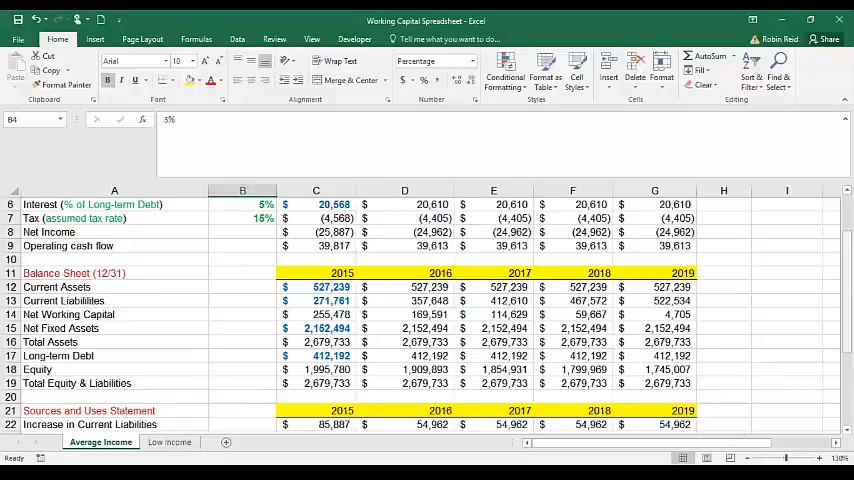 Working Capital Spreadsheet - Excel
File Home Insert Page Layout Formulas Data Review View Developer Tell me what you want to do... Robin Reid Share
Paste Cut Copy Format Painter Clipboard
Arial 10 A A B I U A Font
Wrap Text Merge & Center Alignment
Percentage $ % , Number
Conditional Formatting Format as Table Cell Styles Styles
Insert Delete Format Cells
AutoSum Fill Clear Sort & Filter Find & Select Editing
B4 fx 3%
A B C D E F G H I
6 Interest (% of Long-term Debt) 5% $ 20,568 $ 20,610 $ 20,610 $ 20,610 $ 20,610
7 Tax (assumed tax rate) 15% $ (4,568) $ (4,405) $ (4,405) $ (4,405) $ (4,405)
8 Net Income $ (25,887) $ (24,962) $ (24,962) $ (24,962) $ (24,962)
9 Operating cash flow $ 39,817 $ 39,613 $ 39,613 $ 39,613 $ 39,613
10
11 Balance Sheet (12/31) 2015 2016 2017 2018 2019
12 Current Assets $ 527,239 $ 527,239 $ 527,239 $ 527,239 $ 527,239
13 Current Liabililites $ 271,761 $ 357,648 $ 412,610 $ 467,572 $ 522,534
14 Net Working Capital $ 255,478 $ 169,591 $ 114,629 $ 59,667 $ 4,705
15 Net Fixed Assets $ 2,152,494 $ 2,152,494 $ 2,152,494 $ 2,152,494 $ 2,152,494
16 Total Assets $ 2,679,733 $ 2,679,733 $ 2,679,733 $ 2,679,733 $ 2,679,733
17 Long-term Debt $ 412,192 $ 412,192 $ 412,192 $ 412,192 $ 412,192
18 Equity $ 1,995,780 $ 1,909,893 $ 1,854,931 $ 1,799,969 $ 1,745,007
19 Total Equity & Liabilities $ 2,679,733 $ 2,679,733 $ 2,679,733 $ 2,679,733 $ 2,679,733
20
21 Sources and Uses Statement 2015 2016 2017 2018 2019
22 Increase in Current Liabilities $ 85,887 $ 54,962 $ 54,962 $ 54,962 $ 54,962
Average Income Low Income
Ready 130%